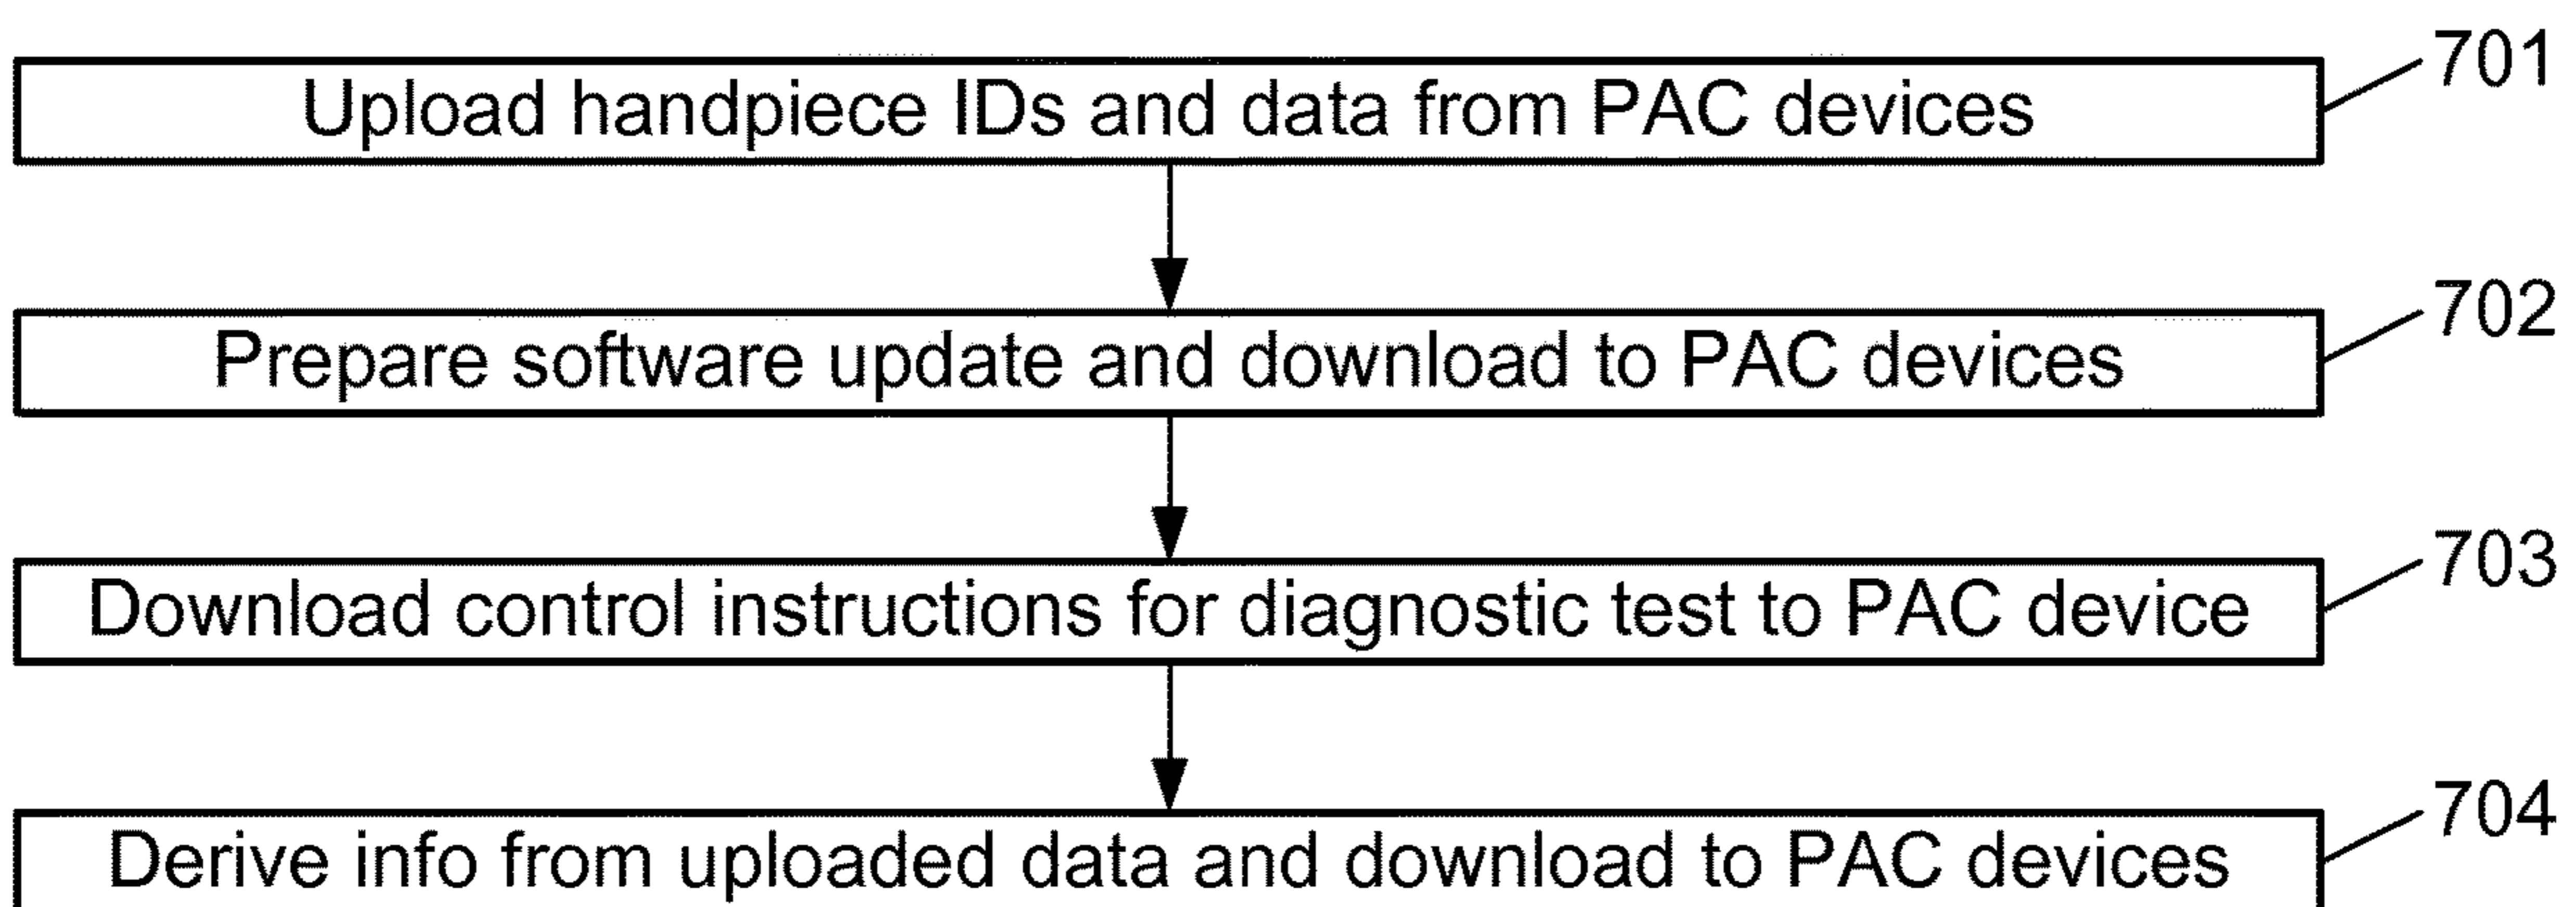 Upload handpiece IDs and data from PAC devices
701
Prepare software update and download to PAC devices
702
Download control instructions for diagnostic test to PAC device
703
Derive info from uploaded data and download to PAC devices
704